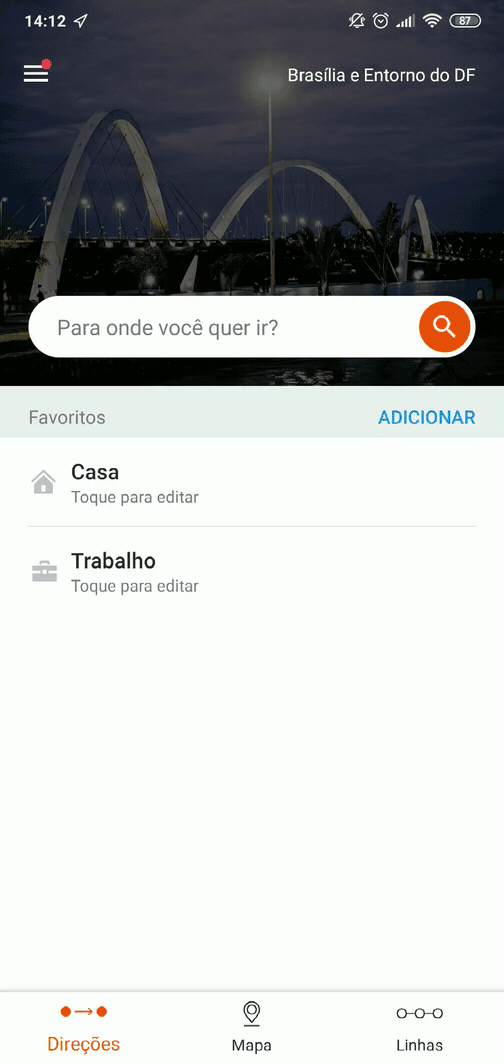 14:12
87
Brasília e Entorno do DF
Para onde você quer ir?
Favoritos
ADICIONAR
Casa
Toque para editar
Trabalho
Toque para editar
Direções
Mapa
Linhas